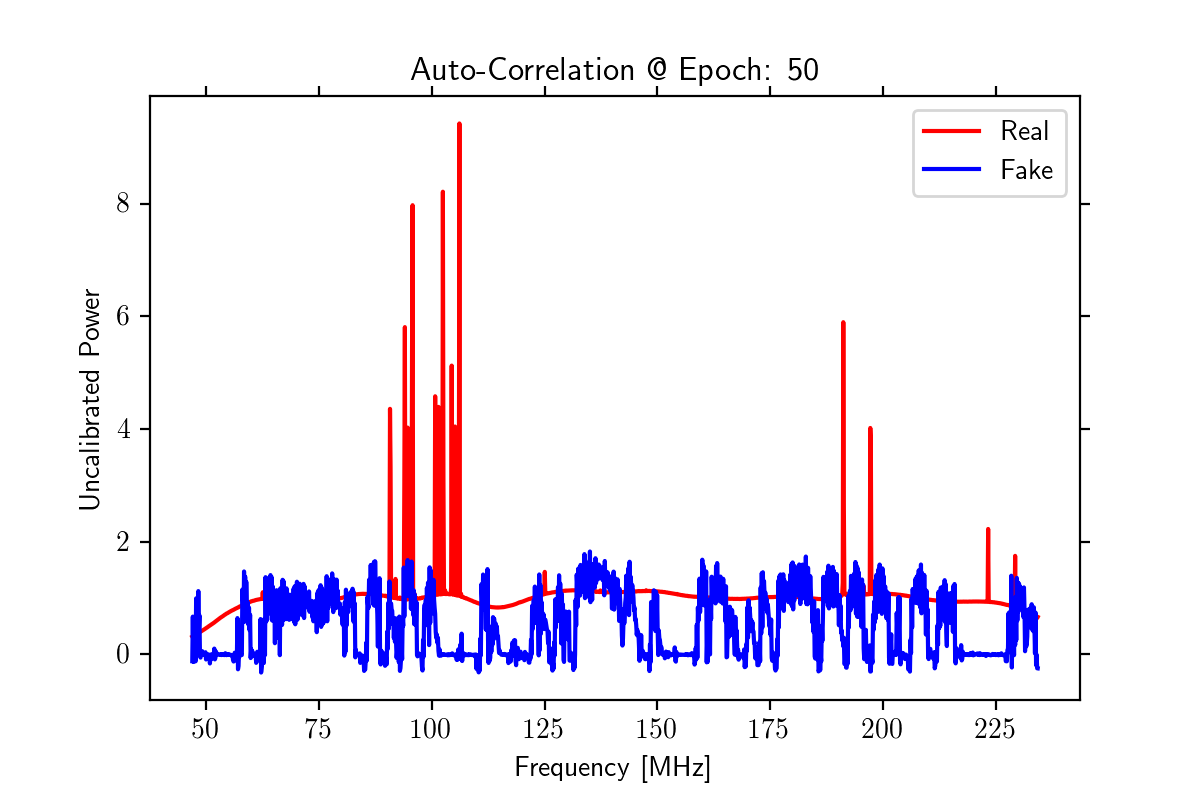 Auto-Correlation @ Epoch: 50
Real
Fake
Uncalibrated Power
8
6
4
2
0
50 75 100 125 150 175 200 225
Frequency [MHz]